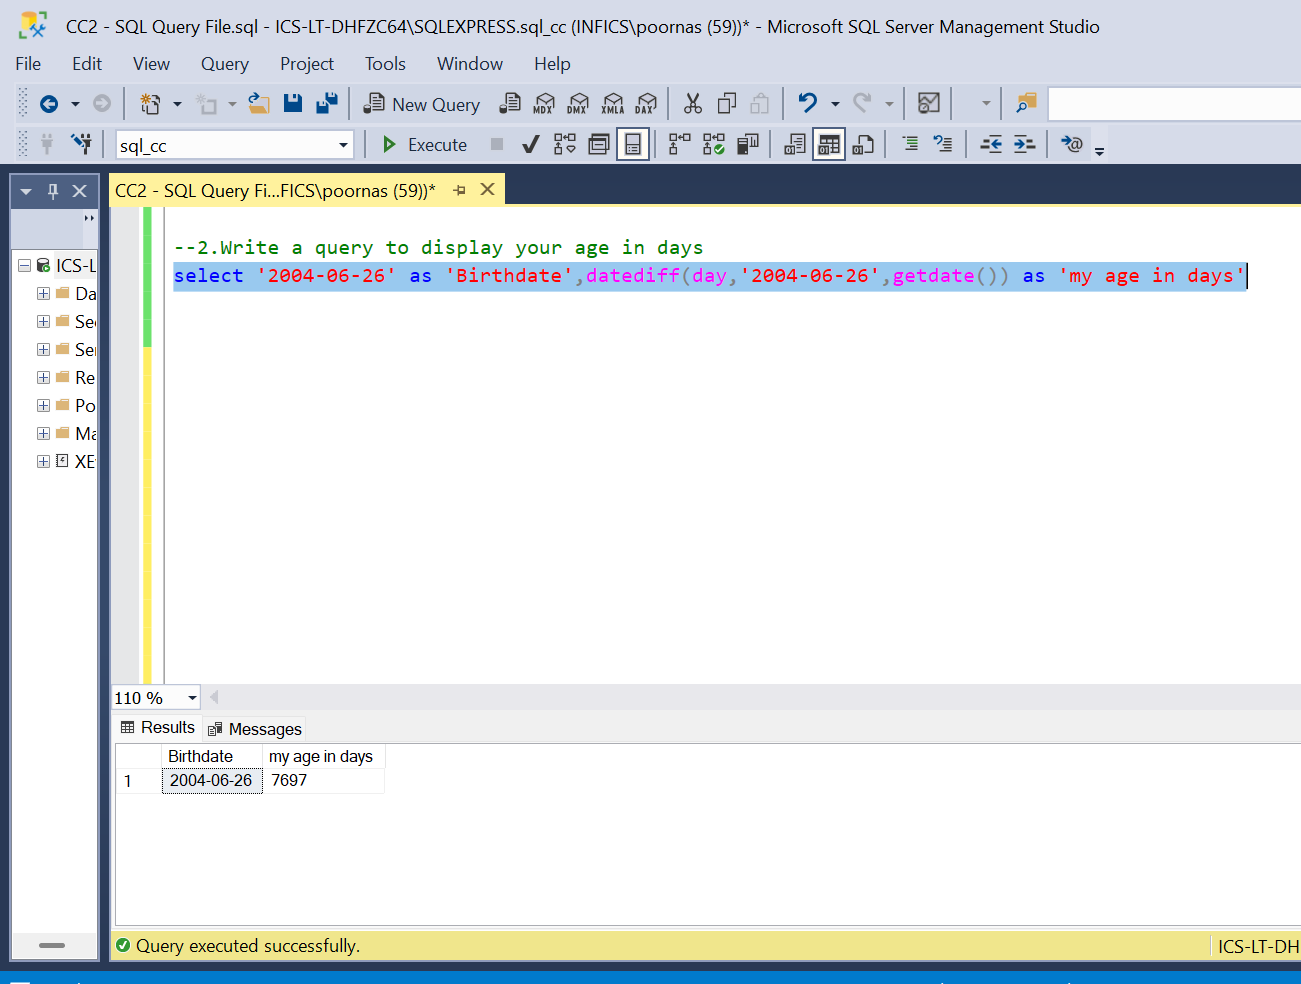 CC2 - SQL Query File.sql - ICS-LT-DHFZC64\SQLEXPRESS.sql_cc (INFICS\poornas (59))* - Microsoft SQL Server Management Studio
File Edit View Query Project Tools Window Help
New Query MDX DMX XMLA DAX
sql_cc Execute
CC2 - SQL Query Fi...FICS\poornas (59))*
--2.Write a query to display your age in days
select '2004-06-26' as 'Birthdate',datediff(day,'2004-06-26',getdate()) as 'my age in days'
ICS-L
Da
Sec
Ser
Re
Po
Ma
XE
110 %
Results Messages
Birthdate my age in days
1 2004-06-26 7697
Query executed successfully. ICS-LT-DH